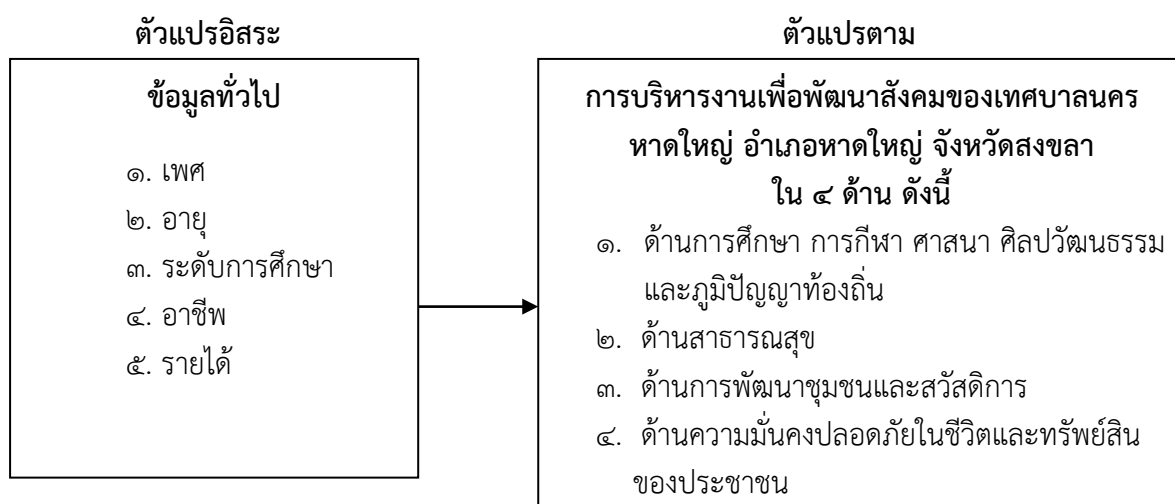 ตัวแปรอิสระ
ข้อมูลทั่วไป
๑. เพศ
๒. อายุ
๓. ระดับการศึกษา
๔. อาชีพ
๕. รายได้
ตัวแปรตาม
การบริหารงานเพื่อพัฒนาสังคมของเทศบาลนคร
หาดใหญ่ อำเภอหาดใหญ่ จังหวัดสงขลา
ใน ๔ ด้าน ดังนี้
๑. ด้านการศึกษา การกีฬา ศาสนา ศิลปวัฒนธรรม
และภูมิปัญญาท้องถิ่น
๒. ด้านสาธารณสุข
๓. ด้านการพัฒนาชุมชนและสวัสดิการ
๔. ด้านความมั่นคงปลอดภัยในชีวิตและทรัพย์สิน
ของประชาชน